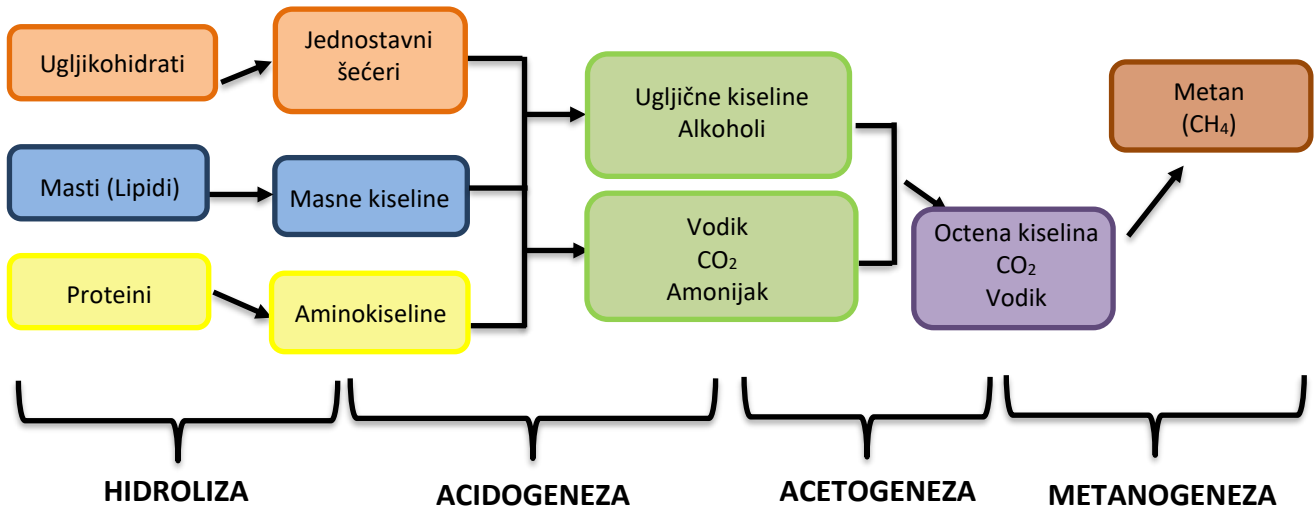 Ugljikohidrati
Jednostavni
šećeri
Masti (Lipidi)
Masne kiseline
Proteini
Aminokiseline
Ugljične kiseline
Alkoholi
Vodik
CO₂
Amonijak
Octena kiselina
CO₂
Vodik
Metan
(CH₄)
HIDROLIZA
ACIDOGENEZA
ACETOGENEZA
METANOGENEZA